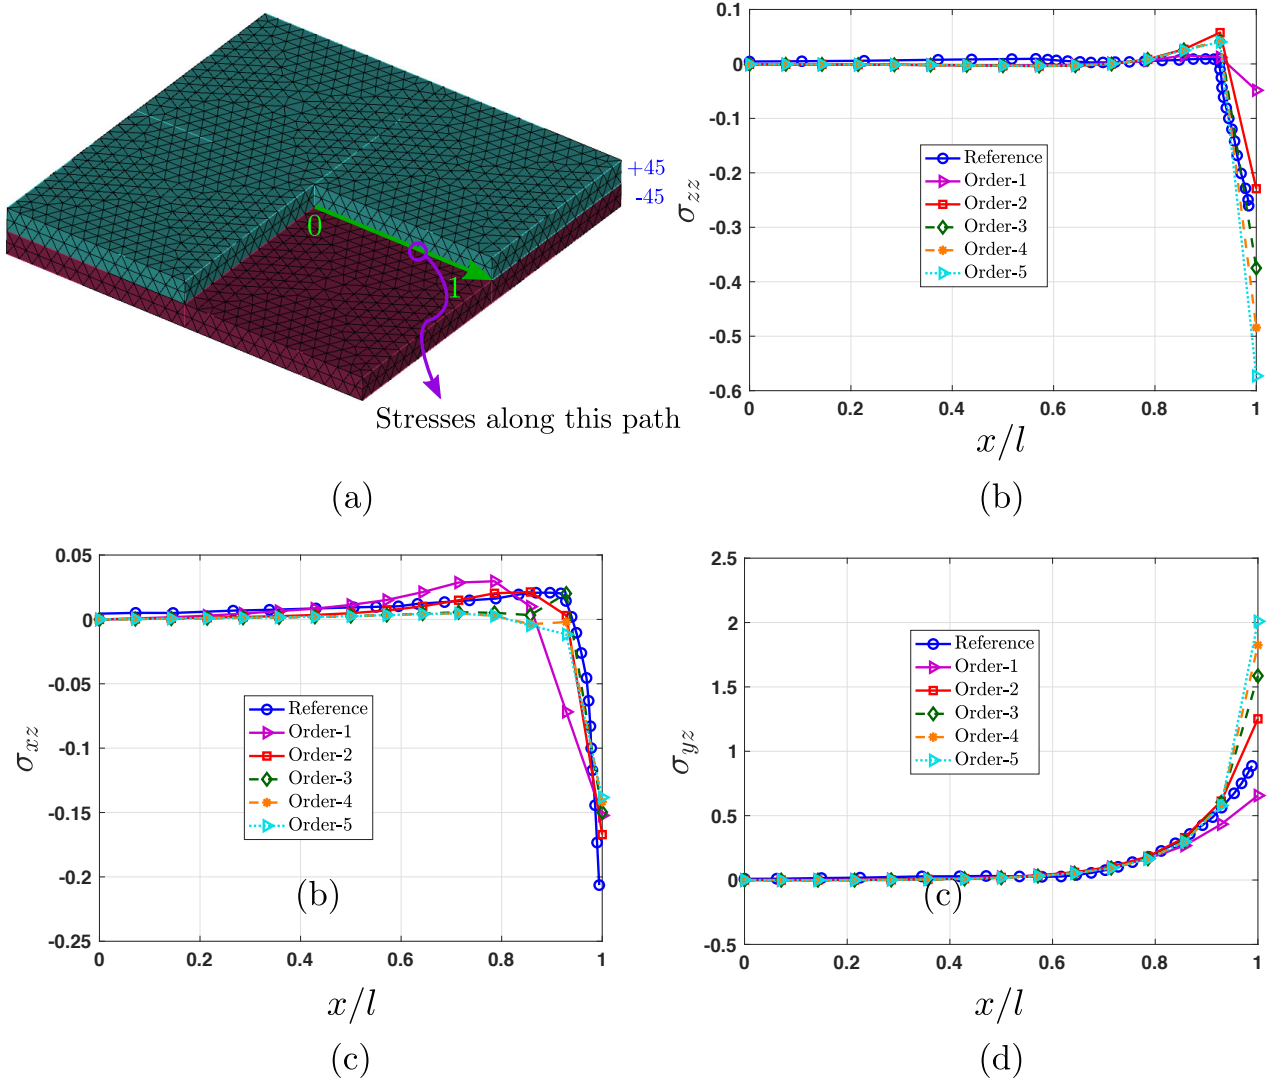 +45
-45
0
1
Stresses along this path
(a)
0.1
0
-0.1
-0.2
-0.3
-0.4
-0.5
-0.6
σzz
Reference
Order-1
Order-2
Order-3
Order-4
Order-5
0 0.2 0.4 0.6 0.8 1
x/l
(b)
0.05
0
-0.05
-0.1
-0.15
-0.2
-0.25
σxz
Reference
Order-1
Order-2
Order-3
Order-4
Order-5
(b)
0 0.2 0.4 0.6 0.8 1
x/l
(c)
2.5
2
1.5
1
0.5
0
-0.5
σyz
Reference
Order-1
Order-2
Order-3
Order-4
Order-5
(c)
0 0.2 0.4 0.6 0.8 1
x/l
(d)